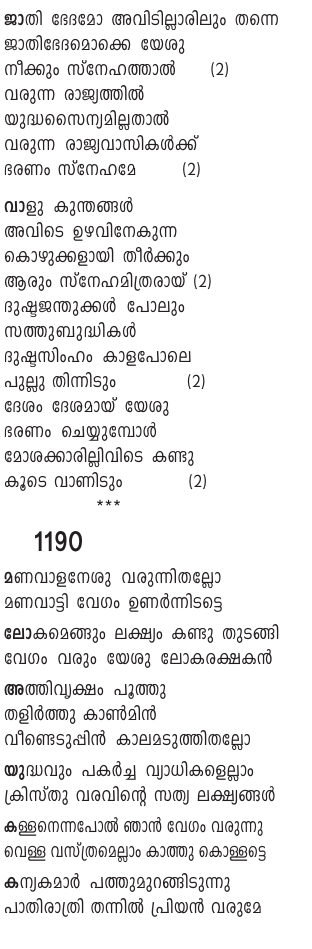 ജാതി ഭേദമോ അവിടില്ലാരിലും തന്നെ
ജാതിഭേദമൊക്കെ യേശു
നീക്കും സ്നേഹത്താൽ (2)
വരുന്ന രാജ്യത്തിൽ
യുദ്ധസൈന്യമില്ലതാൽ
വരുന്ന രാജ്യവാസികൾക്ക്
ഭരണം സ്നേഹമേ (2)
വാളു കുന്തങ്ങൾ
അവിടെ ഉഴവിനേകുന്ന
കൊഴുക്കളായി തീർക്കും
ആരും സ്നേഹമിത്രരായ് (2)
ദുഷ്ടജന്തുക്കൾ പോലും
സത്തുബുദ്ധികൾ
ദുഷ്ടസിംഹം കാളപോലെ
പുല്ലു തിന്നിടും (2)
ദേശം ദേശമായ് യേശു
ഭരണം ചെയ്യുമ്പോൾ
മോശക്കാരില്ലിവിടെ കണ്ടു
കൂടെ വാണിടും (2)
***
1190
മണവാളനേശു വരുന്നിതല്ലോ
മണവാട്ടി വേഗം ഉണർന്നിടട്ടെ
ലോകമെങ്ങും ലക്ഷ്യം കണ്ടു തുടങ്ങി
വേഗം വരും യേശു ലോകരക്ഷകൻ
അത്തിവൃക്ഷം പൂത്തു
തളിർത്തു കാൺമിൻ
വീണ്ടെടുപ്പിൻ കാലമടുത്തിതല്ലോ
യുദ്ധവും പകർച്ച വ്യാധികളെല്ലാം
ക്രിസ്തു വരവിന്റെ സത്യ ലക്ഷ്യങ്ങൾ
കള്ളനെന്നപോൽ ഞാൻ വേഗം വരുന്നു
വെള്ള വസ്ത്രമെല്ലാം കാത്തു കൊള്ളട്ടെ
കന്യകമാർ പത്തുമുറങ്ങിടുന്നു
പാതിരാത്രി തന്നിൽ പ്രിയൻ വരുമേ